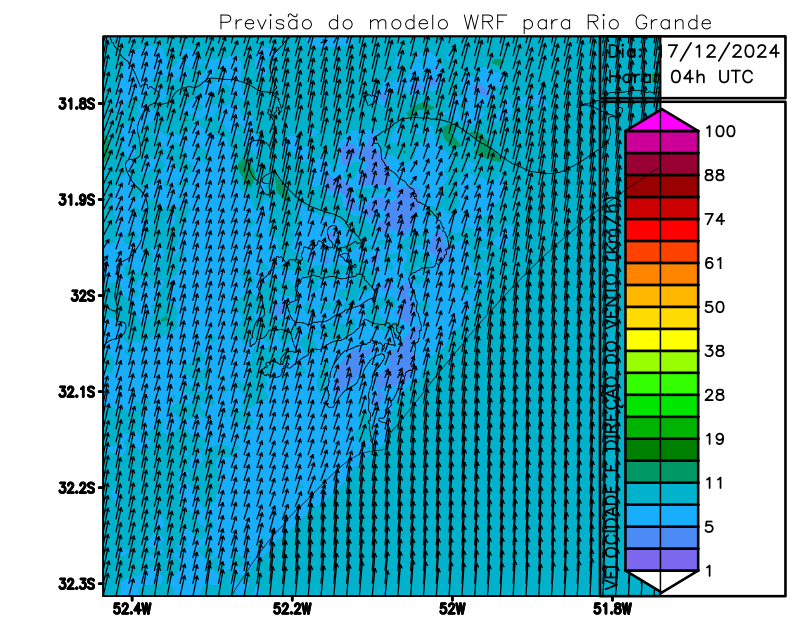 Previsão do modelo WRF para Rio Grande
Dia: 7/12/2024
Hora: 04h UTC
31.8S
31.9S
32S
32.1S
32.2S
32.3S
52.4W
52.2W
52W
51.8W
VELOCIDADE E DIREÇÃO DO VENTO (km/h)
100
88
74
61
50
38
28
19
11
5
1